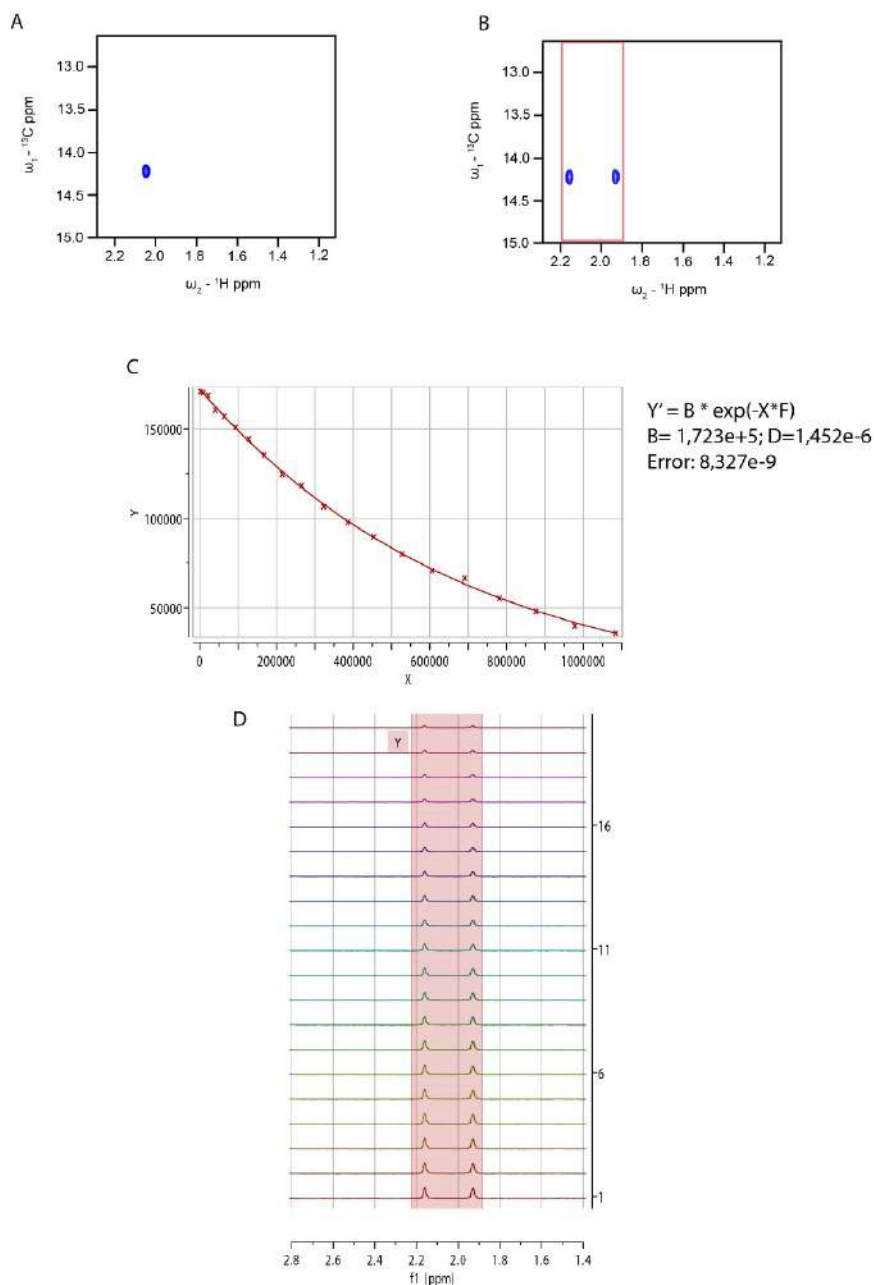 A
13.0
13.5
14.0
14.5
15.0
ω₁ - ¹³C ppm
2.2 2.0 1.8 1.6 1.4 1.2
ω₂ - ¹H ppm
B
13.0
13.5
14.0
14.5
15.0
ω₁ - ¹³C ppm
2.2 2.0 1.8 1.6 1.4 1.2
ω₂ - ¹H ppm
C
150000
100000
50000
Y
0 200000 400000 600000 800000 1000000
X
Y' = B * exp(-X*F)
B= 1,723e+5; D=1,452e-6
Error: 8,327e-9
D
Y
16
11
6
1
2.8 2.6 2.4 2.2 2.0 1.8 1.6 1.4
f1 [ppm]